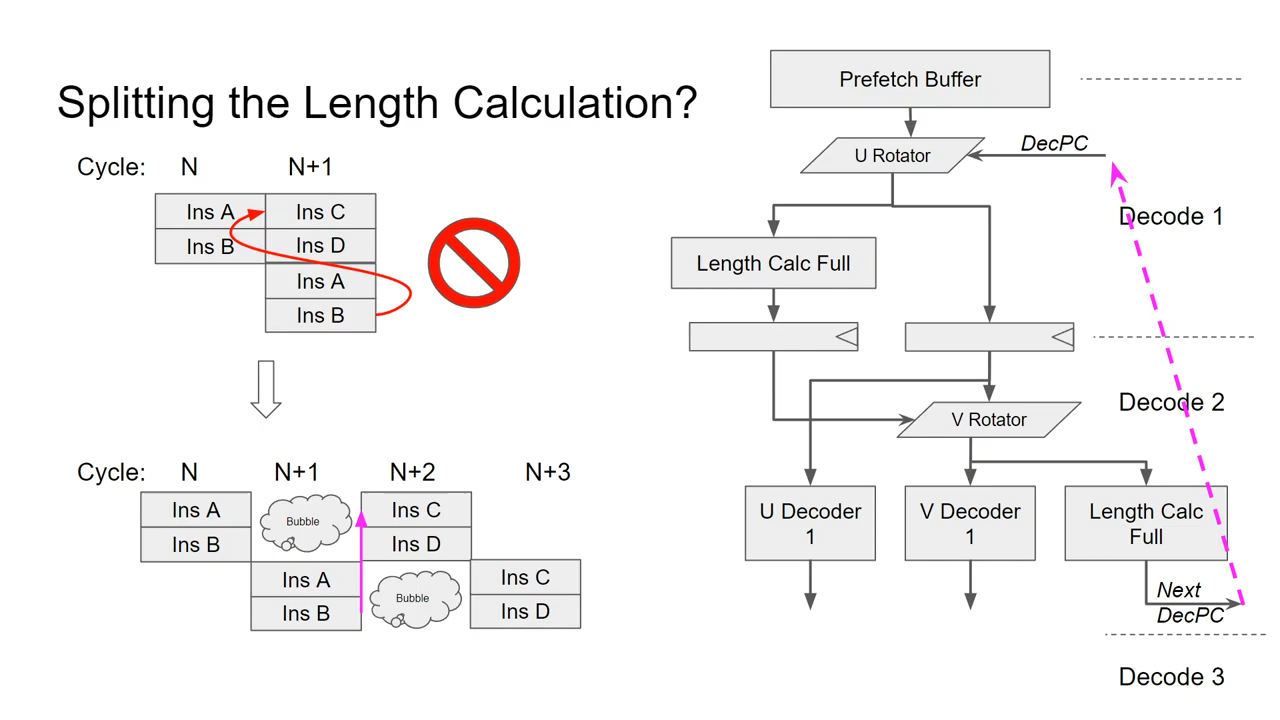 Splitting the Length Calculation?
Cycle: N N+1
Ins A Ins C
Ins B Ins D
Ins A
Ins B
Cycle: N N+1 N+2 N+3
Ins A Bubble Ins C
Ins B Ins D
Ins A Bubble Ins C
Ins B Ins D
Prefetch Buffer
U Rotator
DecPC
Decode 1
Length Calc Full
Decode 2
V Rotator
U Decoder
1
V Decoder
1
Length Calc
Full
Next
DecPC
Decode 3